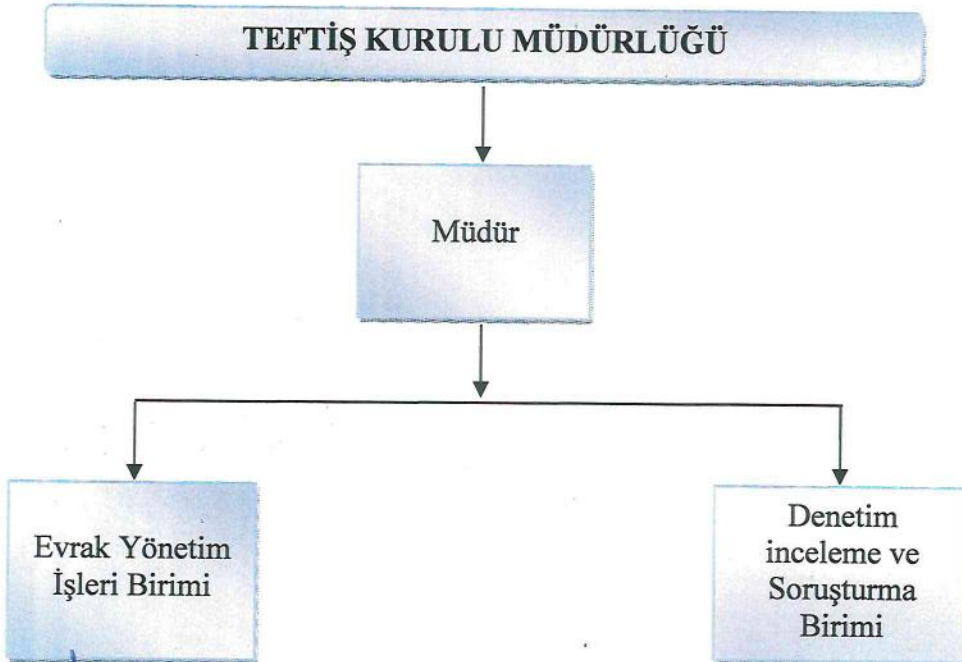 TEFTİŞ KURULU MÜDÜRLÜĞÜ
Müdür
Evrak Yönetim
İşleri Birimi
Denetim
inceleme ve
Soruşturma
Birimi